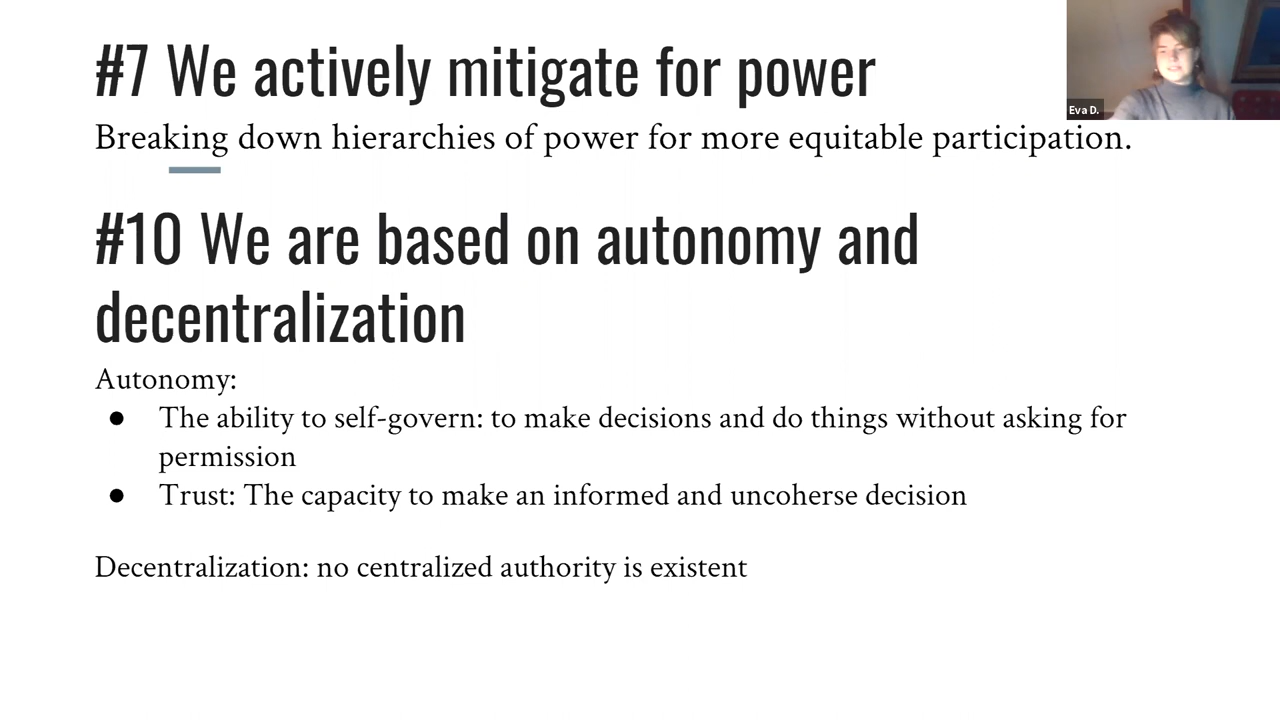 #7 We actively mitigate for power
Breaking down hierarchies of power for more equitable participation.
#10 We are based on autonomy and
decentralization
Autonomy:
● The ability to self-govern: to make decisions and do things without asking for
permission
● Trust: The capacity to make an informed and uncoherse decision
Decentralization: no centralized authority is existent
Eva D.